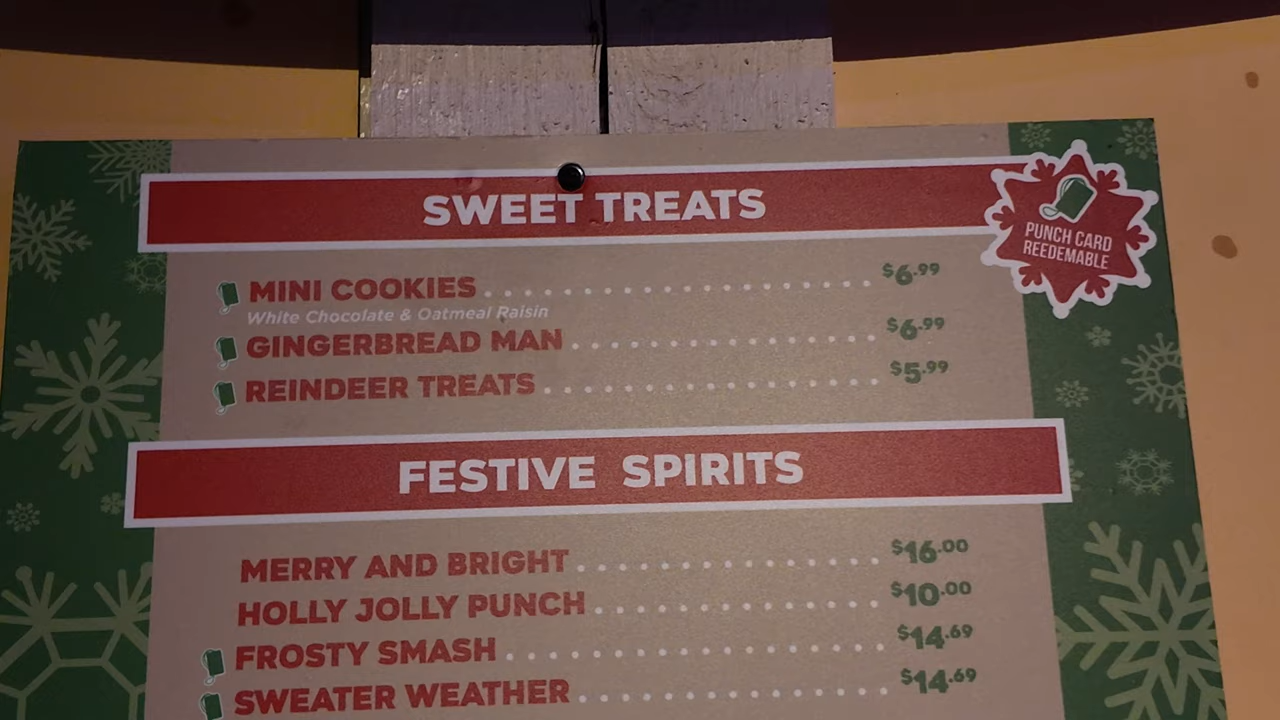 SWEET TREATS
PUNCH CARD
REEDEMABLE
MINI COOKIES $6.99
White Chocolate & Oatmeal Raisin
GINGERBREAD MAN $6.99
REINDEER TREATS $5.99
FESTIVE SPIRITS
MERRY AND BRIGHT $16.00
HOLLY JOLLY PUNCH $10.00
FROSTY SMASH $14.69
SWEATER WEATHER $14.69